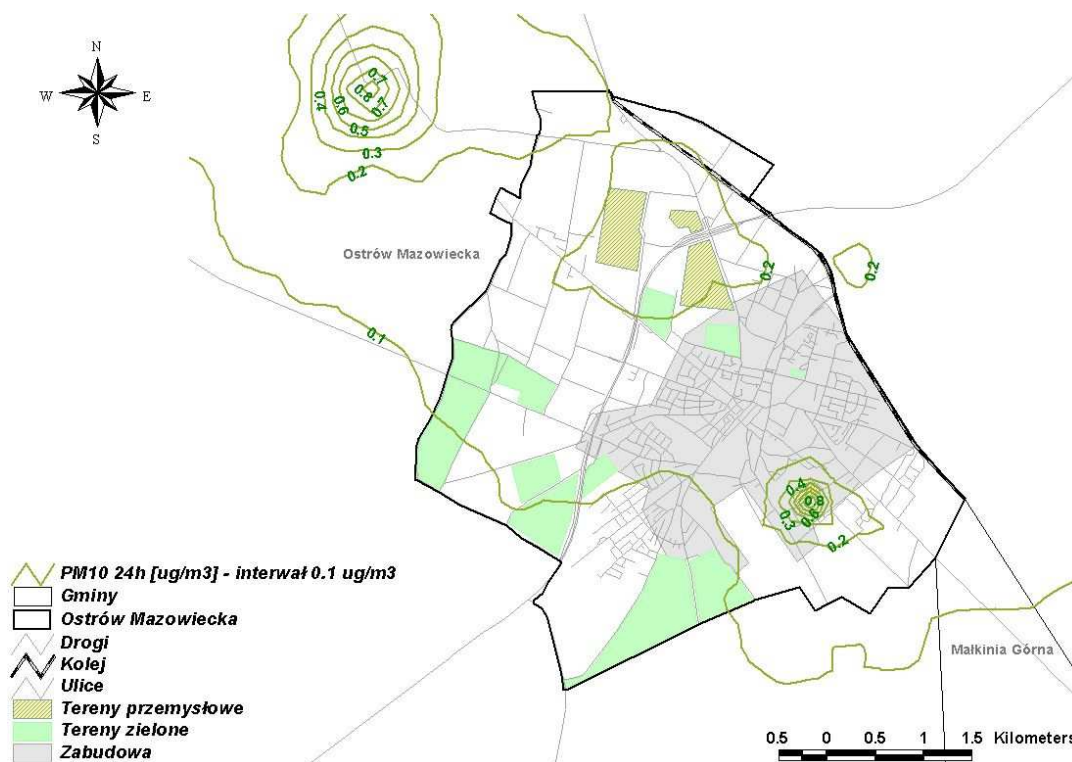 N
W
E
S
0.7
0.8
0.7
0.6
0.4
0.5
0.3
0.2
Ostrów Mazowiecka
0.2
0.2
0.1
0.4
0.8
0.3
0.6
0.2
Małkinia Górna
PM10 24h [ug/m3] - interwał 0.1 ug/m3
Gminy
Ostrów Mazowiecka
Drogi
Kolej
Ulice
Tereny przemysłowe
Tereny zielone
Zabudowa
0.5 0 0.5 1 1.5 Kilometers